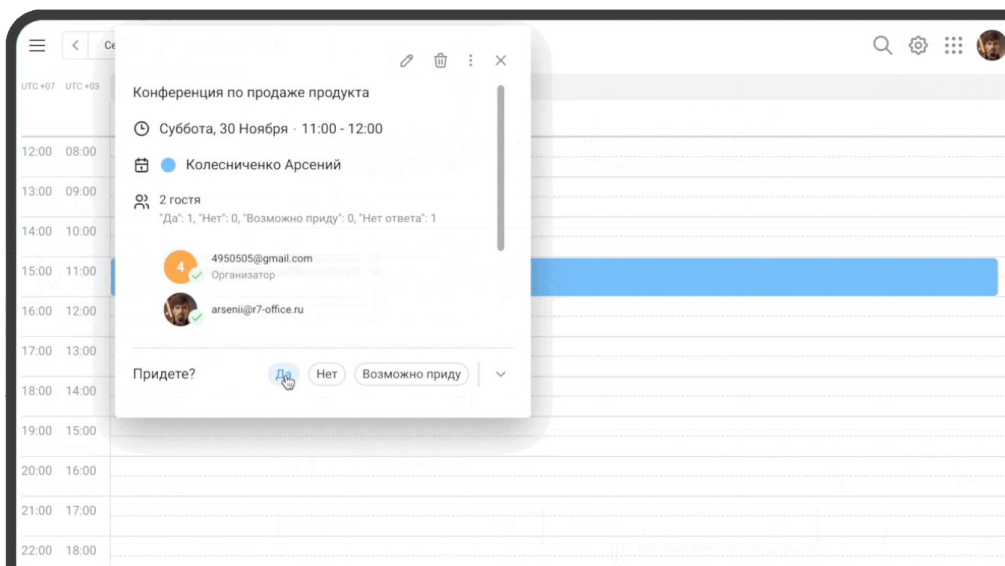 Се
UTC +07 UTC +03
Конференция по продаже продукта
Суббота, 30 Ноября · 11:00 - 12:00
Колесниченко Арсений
2 гостя
"Да": 1, "Нет": 0, "Возможно приду": 0, "Нет ответа": 1
4
4950505@gmail.com
Организатор
arsenii@r7-office.ru
Придете?
Да
Нет
Возможно приду
12:00 08:00
13:00 09:00
14:00 10:00
15:00 11:00
16:00 12:00
17:00 13:00
18:00 14:00
19:00 15:00
20:00 16:00
21:00 17:00
22:00 18:00